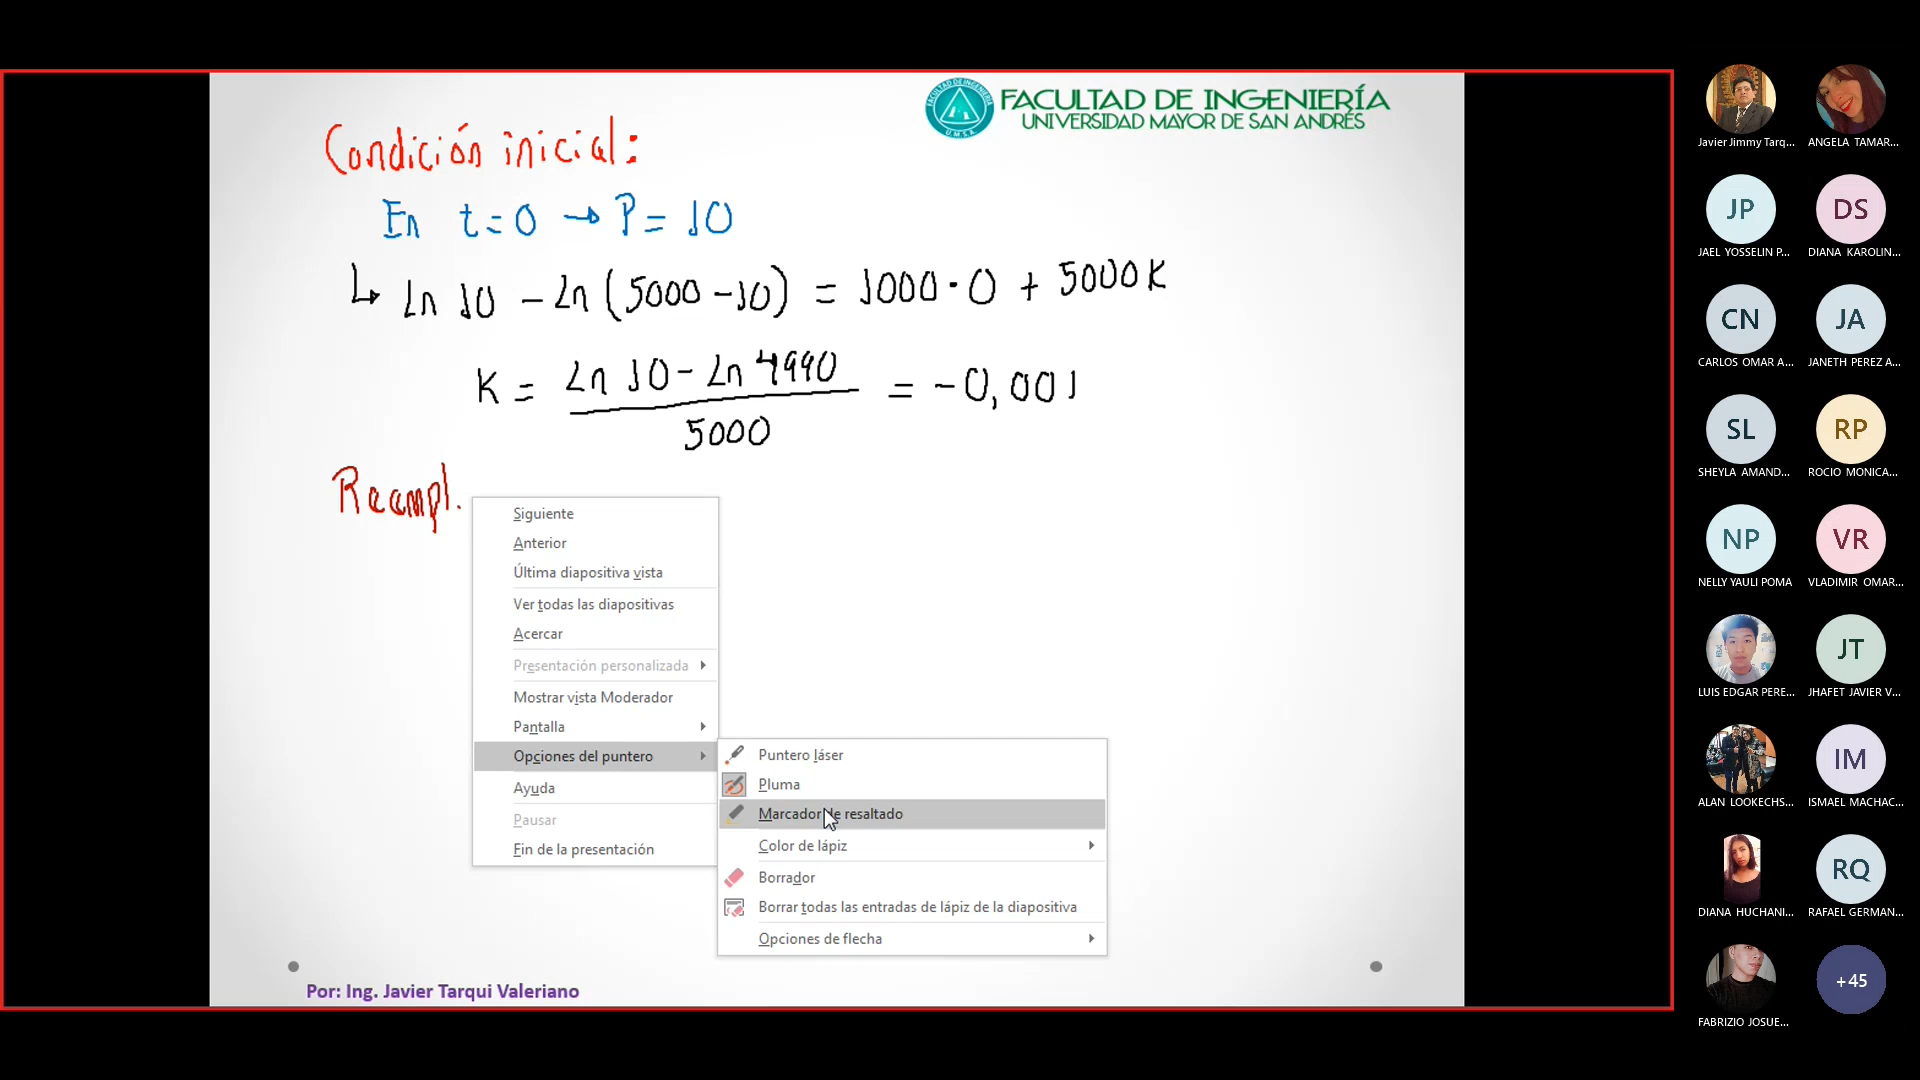 FACULTAD DE INGENIERÍA
UNIVERSIDAD MAYOR DE SAN ANDRÉS
FACULTAD DE INGENIERIA
U.M.S.A.
Condición inicial:
En t=0 → P= 10
↳ Ln 10 - Ln (5000 - 10) = 1000 · 0 + 5000 K
K = Ln 10 - Ln 4990 / 5000 = -0,001
Reempl.
Siguiente
Anterior
Última diapositiva vista
Ver todas las diapositivas
Acercar
Presentación personalizada
Mostrar vista Moderador
Pantalla
Opciones del puntero
Ayuda
Pausar
Fin de la presentación
Puntero láser
Pluma
Marcador de resaltado
Color de lápiz
Borrador
Borrar todas las entradas de lápiz de la diapositiva
Opciones de flecha
Por: Ing. Javier Tarqui Valeriano
Javier Jimmy Tarq...
ANGELA TAMAR...
JP
JAEL YOSSELIN P...
DS
DIANA KAROLIN...
CN
CARLOS OMAR A...
JA
JANETH PEREZ A...
SL
SHEYLA AMAND...
RP
ROCIO MONICA...
NP
NELLY YAULI POMA
VR
VLADIMIR OMAR...
LUIS EDGAR PERE...
JT
JHAFET JAVIER V...
ALAN LOOKECHS...
IM
ISMAEL MACHAC...
DIANA HUCHANI...
RQ
RAFAEL GERMAN...
FABRIZIO JOSUE...
+45